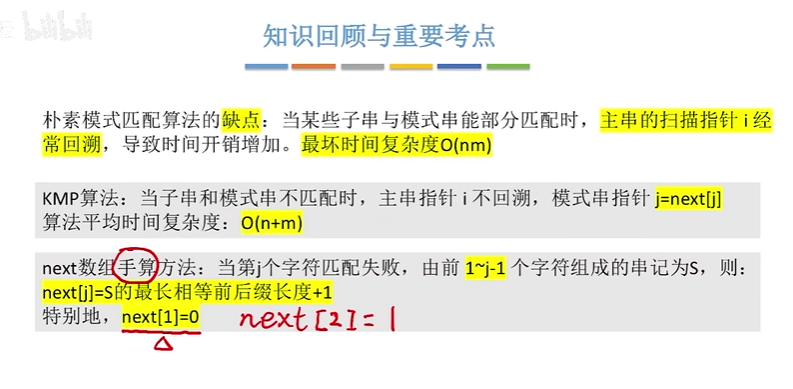 bilibili
知识回顾与重要考点
朴素模式匹配算法的缺点：当某些子串与模式串能部分匹配时，主串的扫描指针 i 经
常回溯，导致时间开销增加。最坏时间复杂度O(nm)
KMP算法：当子串和模式串不匹配时，主串指针 i 不回溯，模式串指针 j=next[j]
算法平均时间复杂度：O(n+m)
next数组手算方法：当第j个字符匹配失败，由前 1~j-1 个字符组成的串记为S，则：
next[j]=S的最长相等前后缀长度+1
特别地，next[1]=0 next[2]=1